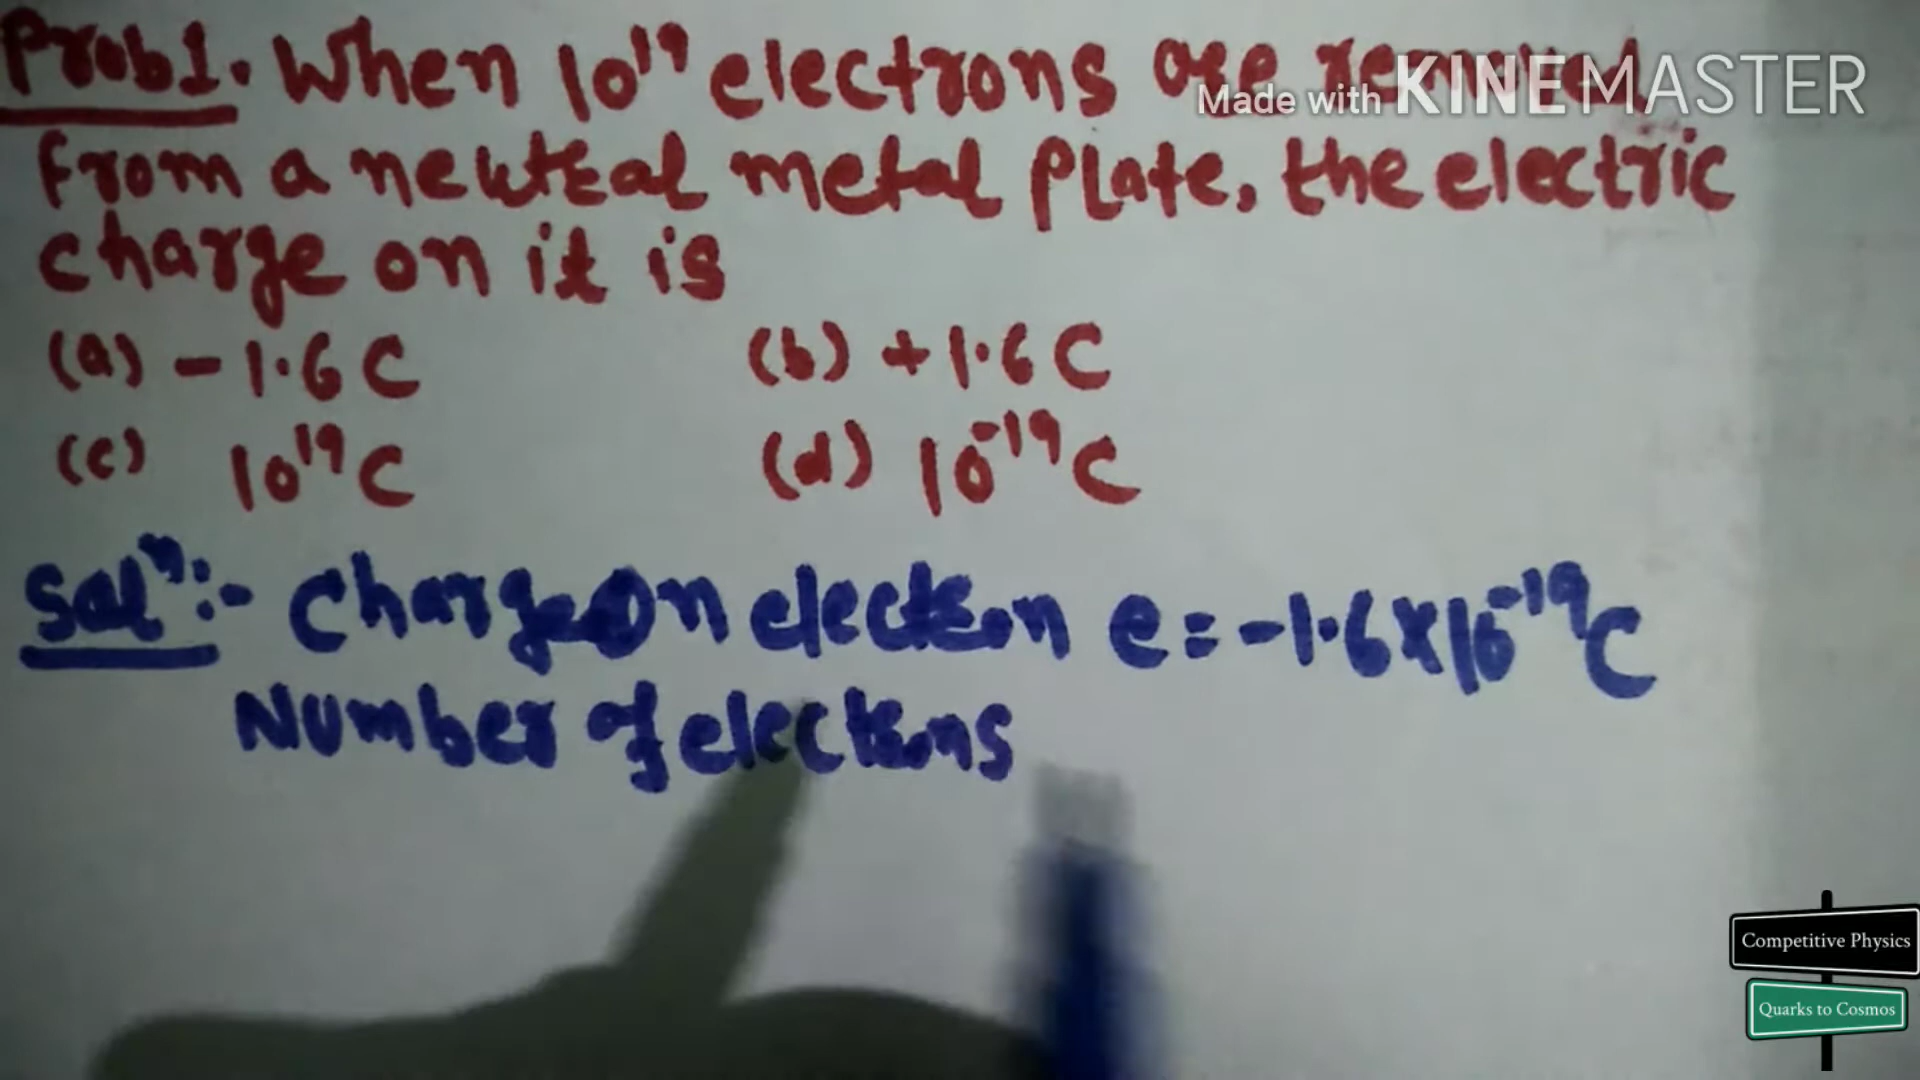 Prob1. When 10¹⁹ electrons are removed
Made with KINEMASTER
from a neutral metal plate, the electric
charge on it is
(a) -1.6 C (b) +1.6 C
(c) 10¹⁹ C (d) 10⁻¹⁹ C
Solⁿ:- Charge on electron e = -1.6×10⁻¹⁹C
Number of electrons
Competitive Physics
Quarks to Cosmos